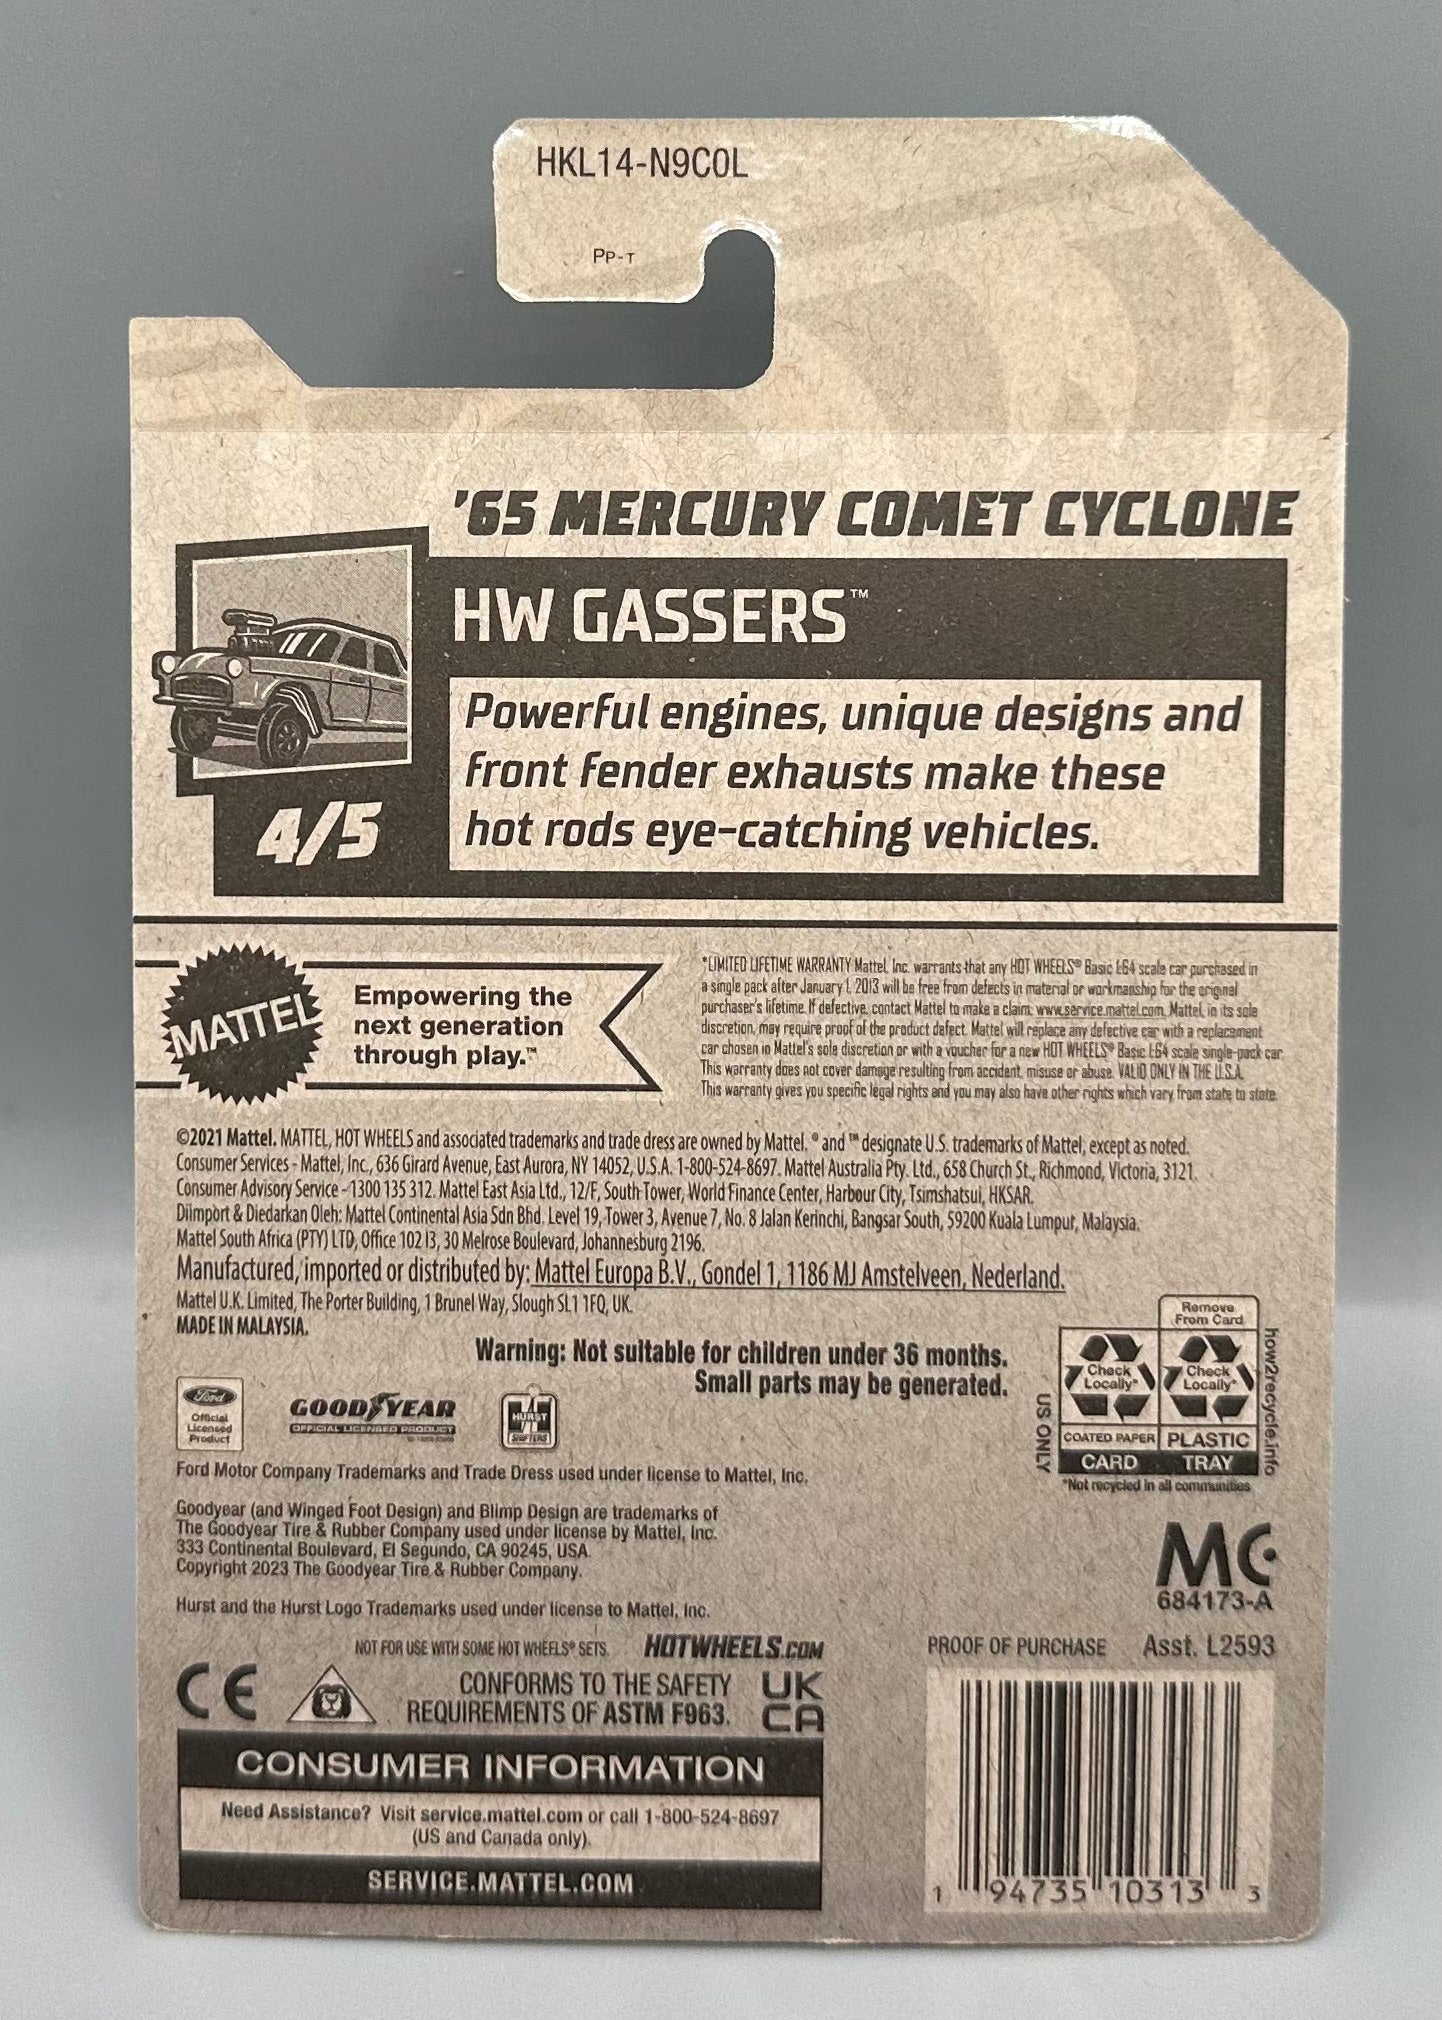 HKL14-N9C0L
PP-T
'65 MERCURY COMET CYCLONE
HW GASSERS™
Powerful engines, unique designs and
front fender exhausts make these
hot rods eye-catching vehicles.
4/5
MATTEL
Empowering the
next generation
through play.™
*LIMITED LIFETIME WARRANTY Mattel, Inc. warrants that any HOT WHEELS® Basic 1:64 scale car purchased in
a single pack after January 1, 2013 will be free from defects in material or workmanship for the original
purchaser's lifetime. If defective, contact Mattel to make a claim: www.service.mattel.com. Mattel, in its sole
discretion, may require proof of the product defect. Mattel will replace any defective car with a replacement
car chosen in Mattel's sole discretion or with a voucher for a new HOT WHEELS® Basic 1:64 scale single-pack car.
This warranty does not cover damage resulting from accident, misuse or abuse. VALID ONLY IN THE U.S.A.
This warranty gives you specific legal rights and you may also have other rights which vary from state to state.
©2021 Mattel. MATTEL, HOT WHEELS and associated trademarks and trade dress are owned by Mattel. ® and ™ designate U.S. trademarks of Mattel, except as noted.
Consumer Services - Mattel, Inc., 636 Girard Avenue, East Aurora, NY 14052, U.S.A. 1-800-524-8697. Mattel Australia Pty. Ltd., 658 Church St., Richmond, Victoria, 3121.
Consumer Advisory Service - 1300 135 312. Mattel East Asia Ltd., 12/F, South Tower, World Finance Center, Harbour City, Tsimshatsui, HKSAR.
Diimport & Diedarkan Oleh: Mattel Continental Asia Sdn Bhd. Level 19, Tower 3, Avenue 7, No. 8 Jalan Kerinchi, Bangsar South, 59200 Kuala Lumpur, Malaysia.
Mattel South Africa (PTY) LTD, Office 102 I3, 30 Melrose Boulevard, Johannesburg 2196.
Manufactured, imported or distributed by: Mattel Europa B.V., Gondel 1, 1186 MJ Amstelveen, Nederland.
Mattel U.K. Limited, The Porter Building, 1 Brunel Way, Slough SL1 1FQ, UK.
MADE IN MALAYSIA.
Warning: Not suitable for children under 36 months.
Small parts may be generated.
Remove
From Card
Check
Locally*
Check
Locally*
COATED PAPER
PLASTIC
CARD
TRAY
*Not recycled in all communities
US ONLY
how2recycle.info
Ford
Official
Licensed
Product
GOODYEAR
OFFICIAL LICENSED PRODUCT
HURST
SHIFTERS
Ford Motor Company Trademarks and Trade Dress used under license to Mattel, Inc.
Goodyear (and Winged Foot Design) and Blimp Design are trademarks of
The Goodyear Tire & Rubber Company used under license by Mattel, Inc.
333 Continental Boulevard, El Segundo, CA 90245, USA.
Copyright 2023 The Goodyear Tire & Rubber Company.
Hurst and the Hurst Logo Trademarks used under license to Mattel, Inc.
MC
684173-A
NOT FOR USE WITH SOME HOT WHEELS® SETS.
HOTWHEELS.COM
PROOF OF PURCHASE
Asst. L2593
CE
CONFORMS TO THE SAFETY
REQUIREMENTS OF ASTM F963.
UK
CA
CONSUMER INFORMATION
Need Assistance? Visit service.mattel.com or call 1-800-524-8697
(US and Canada only).
SERVICE.MATTEL.COM
1 94735 10313 3